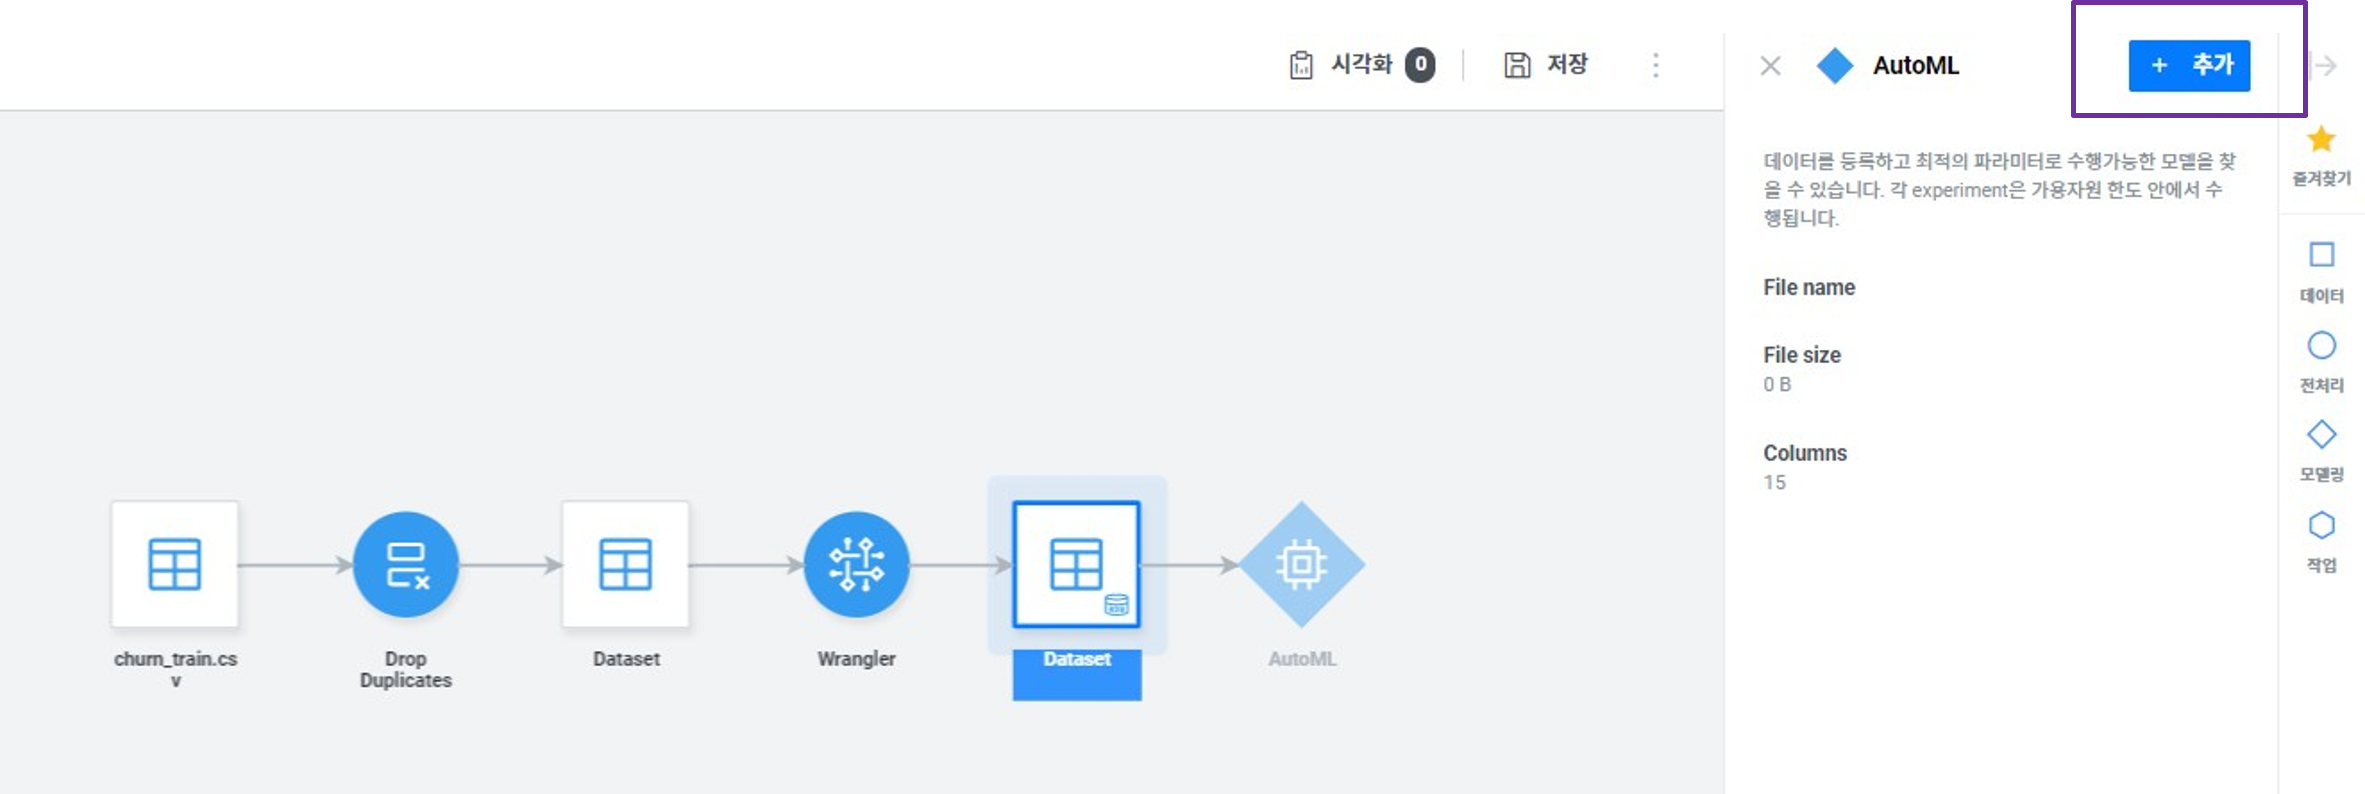 시각화 0
저장
AutoML
+ 추가
데이터를 등록하고 최적의 파라미터로 수행가능한 모델을 찾
을 수 있습니다. 각 experiment은 가용자원 한도 안에서 수
행됩니다.
File name
File size
0 B
Columns
15
즐겨찾기
데이터
전처리
모델링
작업
churn_train.cs
v
Drop
Duplicates
Dataset
Wrangler
Dataset
AutoML